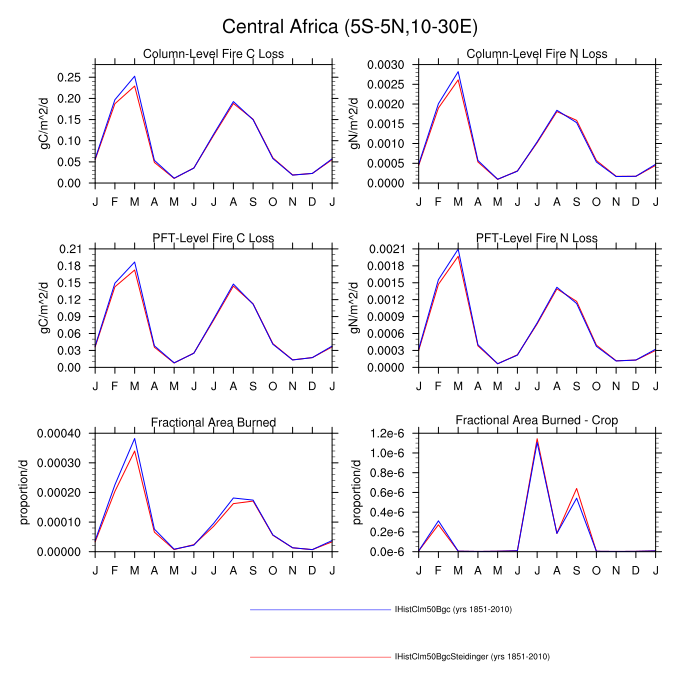 Central Africa (5S-5N,10-30E)
Column-Level Fire C Loss
gC/m^2/d
0.25
0.20
0.15
0.10
0.05
0.00
J F M A M J J A S O N D J
Column-Level Fire N Loss
gN/m^2/d
0.0030
0.0025
0.0020
0.0015
0.0010
0.0005
0.0000
J F M A M J J A S O N D J
PFT-Level Fire C Loss
gC/m^2/d
0.21
0.18
0.15
0.12
0.09
0.06
0.03
0.00
J F M A M J J A S O N D J
PFT-Level Fire N Loss
gN/m^2/d
0.0021
0.0018
0.0015
0.0012
0.0009
0.0006
0.0003
0.0000
J F M A M J J A S O N D J
Fractional Area Burned
proportion/d
0.00040
0.00030
0.00020
0.00010
0.00000
J F M A M J J A S O N D J
Fractional Area Burned - Crop
proportion/d
1.2e-6
1.0e-6
0.8e-6
0.6e-6
0.4e-6
0.2e-6
0.0e-6
J F M A M J J A S O N D J
IHistClm50Bgc (yrs 1851-2010)
IHistClm50BgcSteidinger (yrs 1851-2010)